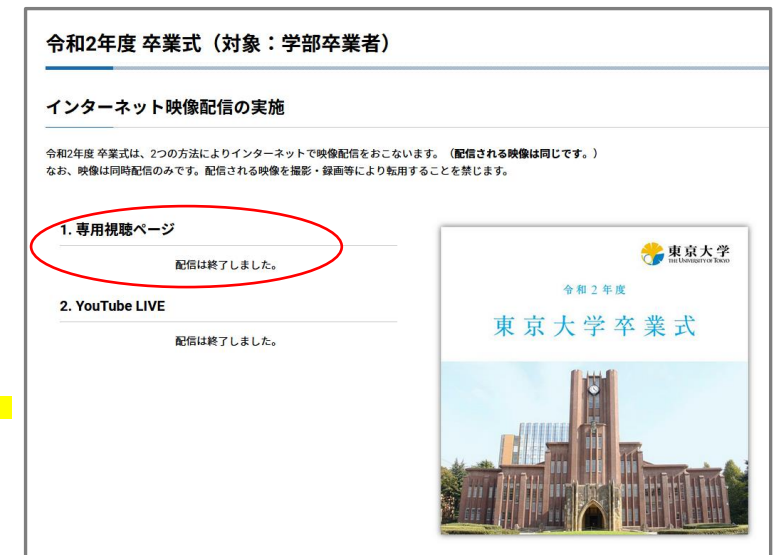 令和2年度 卒業式（対象：学部卒業者）
インターネット映像配信の実施
令和2年度 卒業式は、2つの方法によりインターネットで映像配信をおこないます。（配信される映像は同じです。）
なお、映像は同時配信のみです。配信される映像を撮影・録画等により転用することを禁じます。
1. 専用視聴ページ
配信は終了しました。
2. YouTube LIVE
配信は終了しました。
東京大学
THE UNIVERSITY OF TOKYO
令和2年度
東京大学卒業式